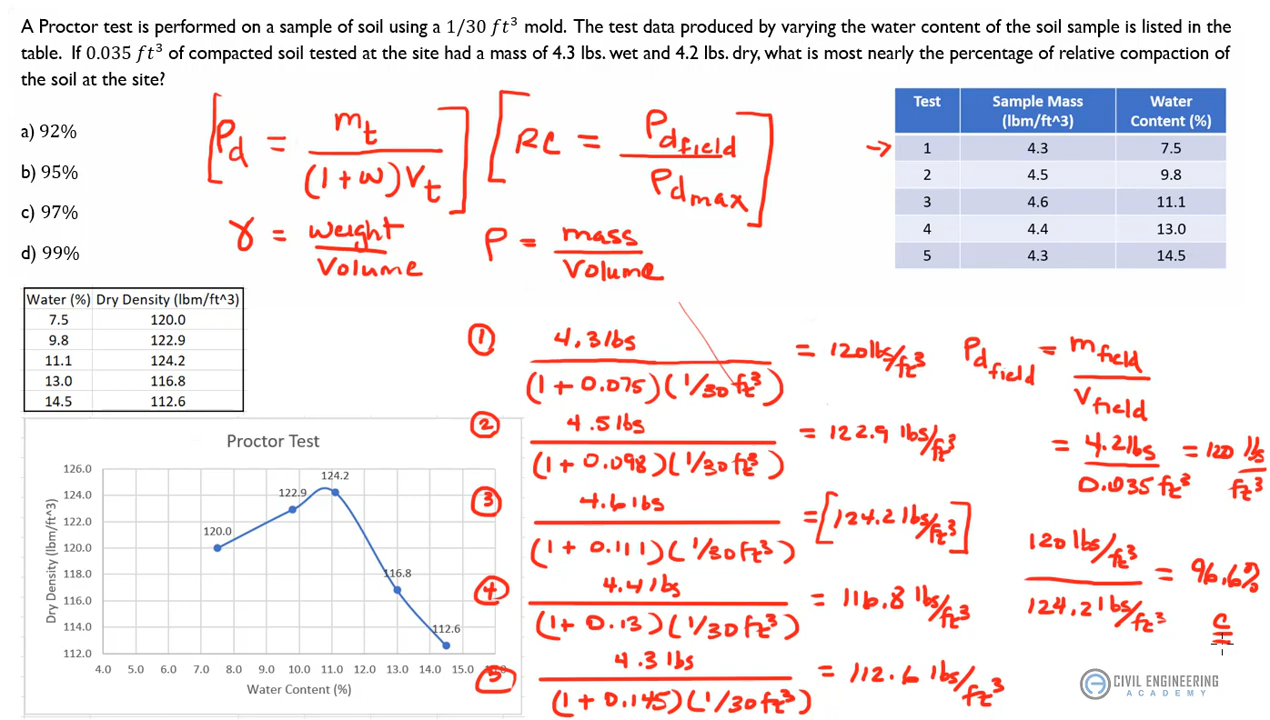 A Proctor test is performed on a sample of soil using a 1/30 ft³ mold. The test data produced by varying the water content of the soil sample is listed in the
table. If 0.035 ft³ of compacted soil tested at the site had a mass of 4.3 lbs. wet and 4.2 lbs. dry, what is most nearly the percentage of relative compaction of
the soil at the site?
a) 92%
b) 95%
c) 97%
d) 99%
[Pd = mt / (1+w)Vt]
[RC = Pd field / Pd max]
γ = weight / Volume
P = mass / Volume
Test Sample Mass (lbm/ft^3) Water Content (%)
→ 1 4.3 7.5
2 4.5 9.8
3 4.6 11.1
4 4.4 13.0
5 4.3 14.5
Water (%) Dry Density (lbm/ft^3)
7.5 120.0
9.8 122.9
11.1 124.2
13.0 116.8
14.5 112.6
Proctor Test
Dry Density (lbm/ft^3)
126.0
124.0
122.0
120.0
118.0
116.0
114.0
112.0
120.0
122.9
124.2
116.8
112.6
4.0 5.0 6.0 7.0 8.0 9.0 10.0 11.0 12.0 13.0 14.0 15.0
Water Content (%)
① 4.3 lbs / (1 + 0.075)(1/30 ft³) = 120 lbs/ft³
② 4.5 lbs / (1 + 0.098)(1/30 ft³) = 122.9 lbs/ft³
③ 4.6 lbs / (1 + 0.111)(1/30 ft³) = [124.2 lbs/ft³]
④ 4.4 lbs / (1 + 0.13)(1/30 ft³) = 116.8 lbs/ft³
⑤ 4.3 lbs / (1 + 0.145)(1/30 ft³) = 112.6 lbs/ft³
Pd field = m field / V field
= 4.2 lbs / 0.035 ft³ = 120 lbs/ft³
120 lbs/ft³ / 124.2 lbs/ft³ = 96.6%
C
CIVIL ENGINEERING
ACADEMY